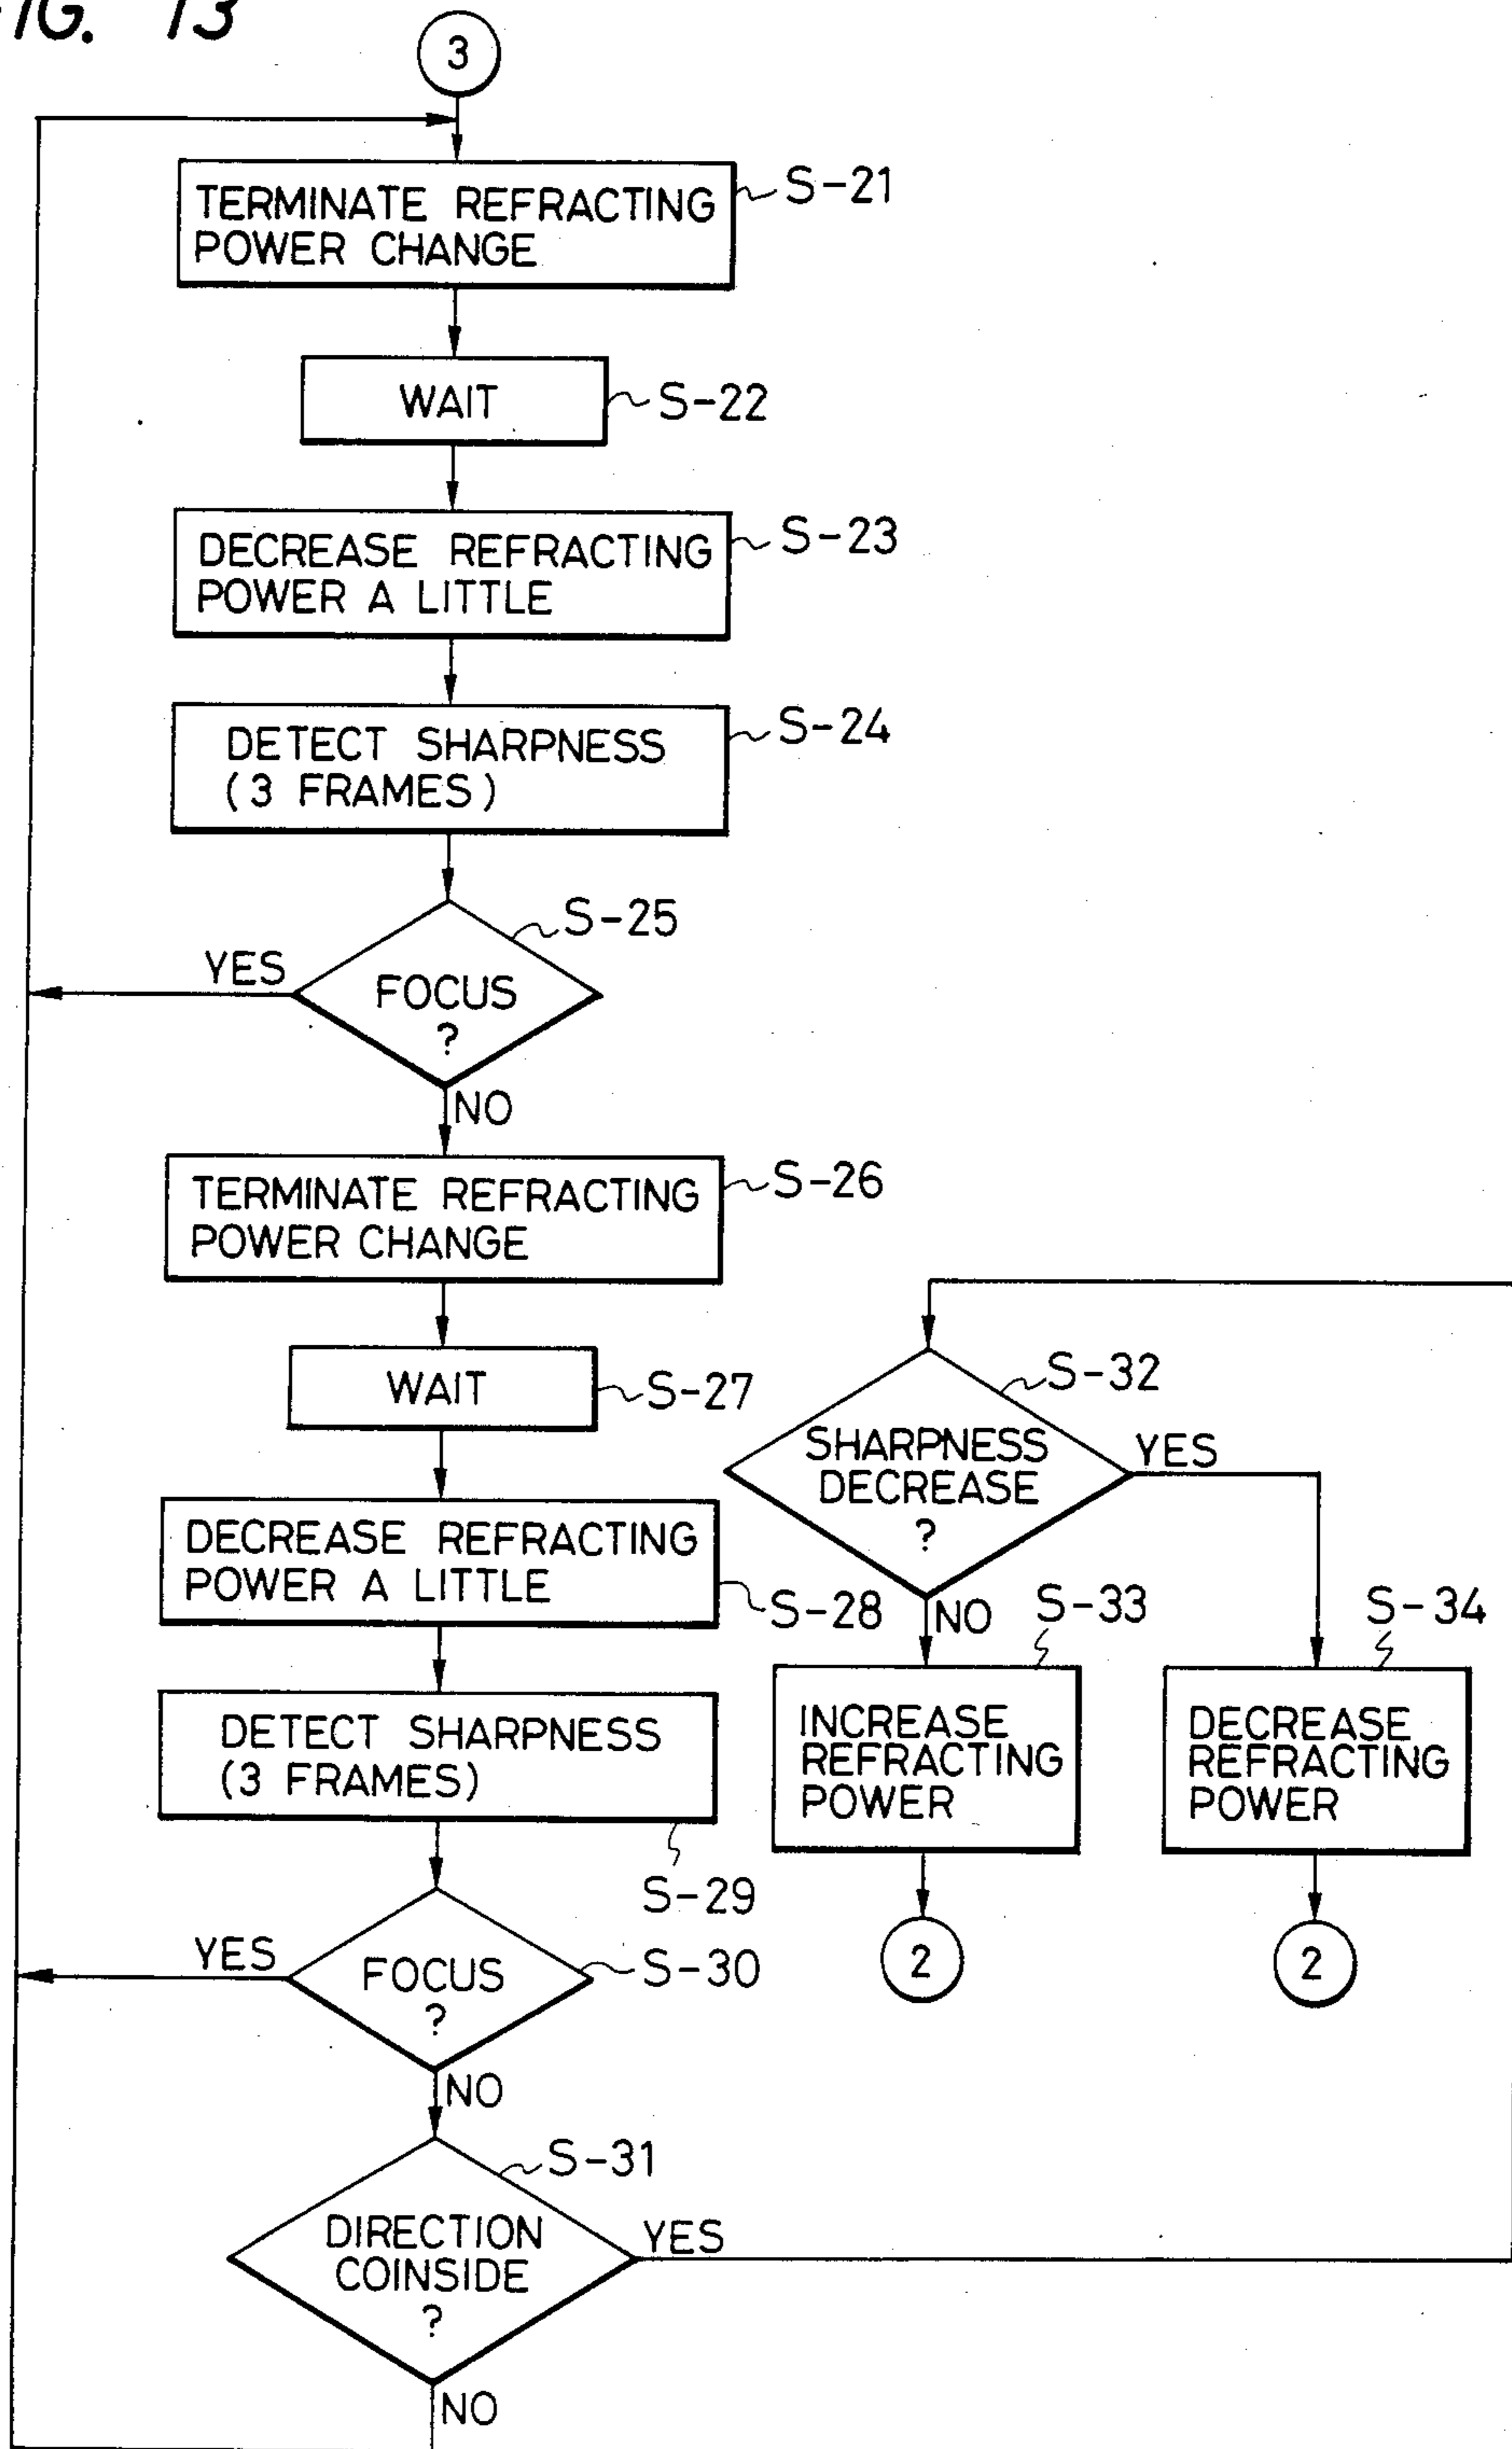 FIG. 13
3
TERMINATE REFRACTING
POWER CHANGE
S-21
WAIT
S-22
DECREASE REFRACTING
POWER A LITTLE
S-23
DETECT SHARPNESS
(3 FRAMES)
S-24
S-25
YES
FOCUS
?
NO
TERMINATE REFRACTING
POWER CHANGE
S-26
WAIT
S-27
DECREASE REFRACTING
POWER A LITTLE
S-28
DETECT SHARPNESS
(3 FRAMES)
S-29
YES
FOCUS
?
S-30
NO
S-31
DIRECTION
COINSIDE
?
YES
NO
S-32
SHARPNESS
DECREASE
?
YES
NO
S-33
INCREASE
REFRACTING
POWER
2
S-34
DECREASE
REFRACTING
POWER
2